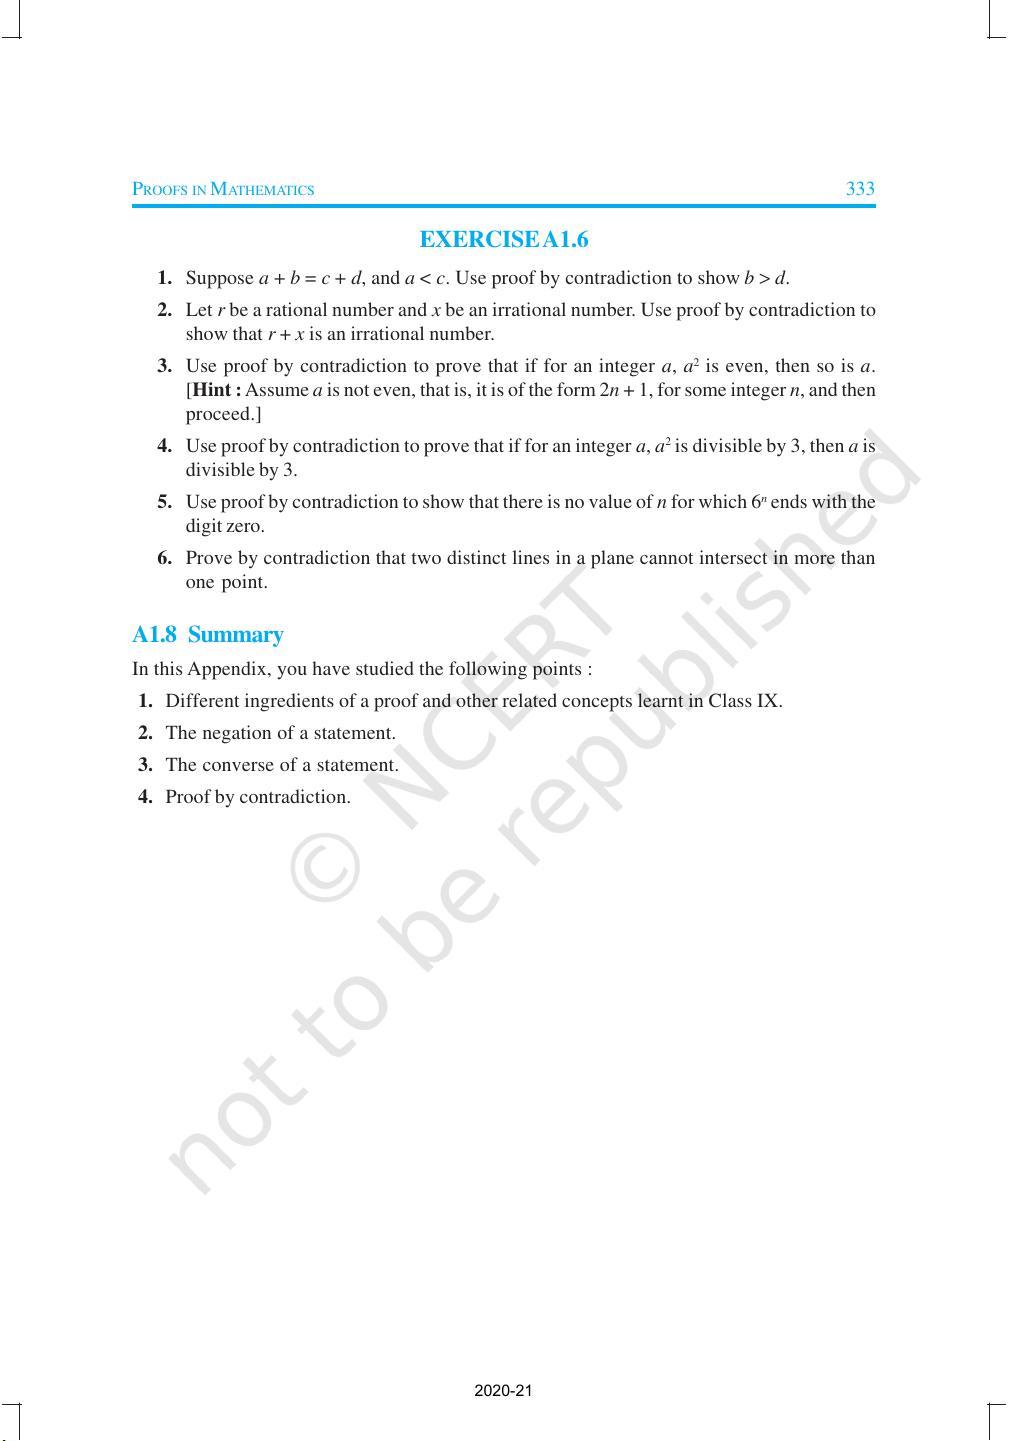 PROOFS IN MATHEMATICS 333
EXERCISE A1.6
1. Suppose a + b = c + d, and a < c. Use proof by contradiction to show b > d.
2. Let r be a rational number and x be an irrational number. Use proof by contradiction to
show that r + x is an irrational number.
3. Use proof by contradiction to prove that if for an integer a, a² is even, then so is a.
[Hint : Assume a is not even, that is, it is of the form 2n + 1, for some integer n, and then
proceed.]
4. Use proof by contradiction to prove that if for an integer a, a² is divisible by 3, then a is
divisible by 3.
5. Use proof by contradiction to show that there is no value of n for which 6ⁿ ends with the
digit zero.
6. Prove by contradiction that two distinct lines in a plane cannot intersect in more than
one point.
A1.8 Summary
In this Appendix, you have studied the following points :
1. Different ingredients of a proof and other related concepts learnt in Class IX.
2. The negation of a statement.
3. The converse of a statement.
4. Proof by contradiction.
© NCERT
not to be republished
2020-21